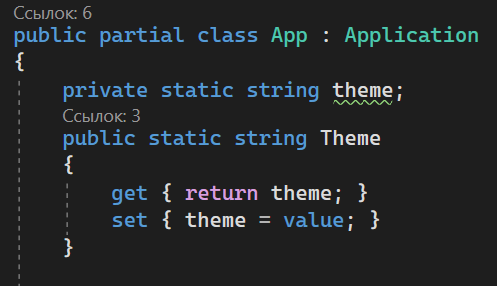 Ссылок: 6
public partial class App : Application
{
private static string theme;
Ссылок: 3
public static string Theme
{
get { return theme; }
set { theme = value; }
}